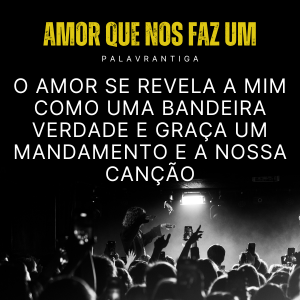 AMOR QUE NOS FAZ UM
PALAVRANTIGA
O AMOR SE REVELA A MIM
COMO UMA BANDEIRA
VERDADE E GRAÇA UM
MANDAMENTO E A NOSSA
CANÇÃO